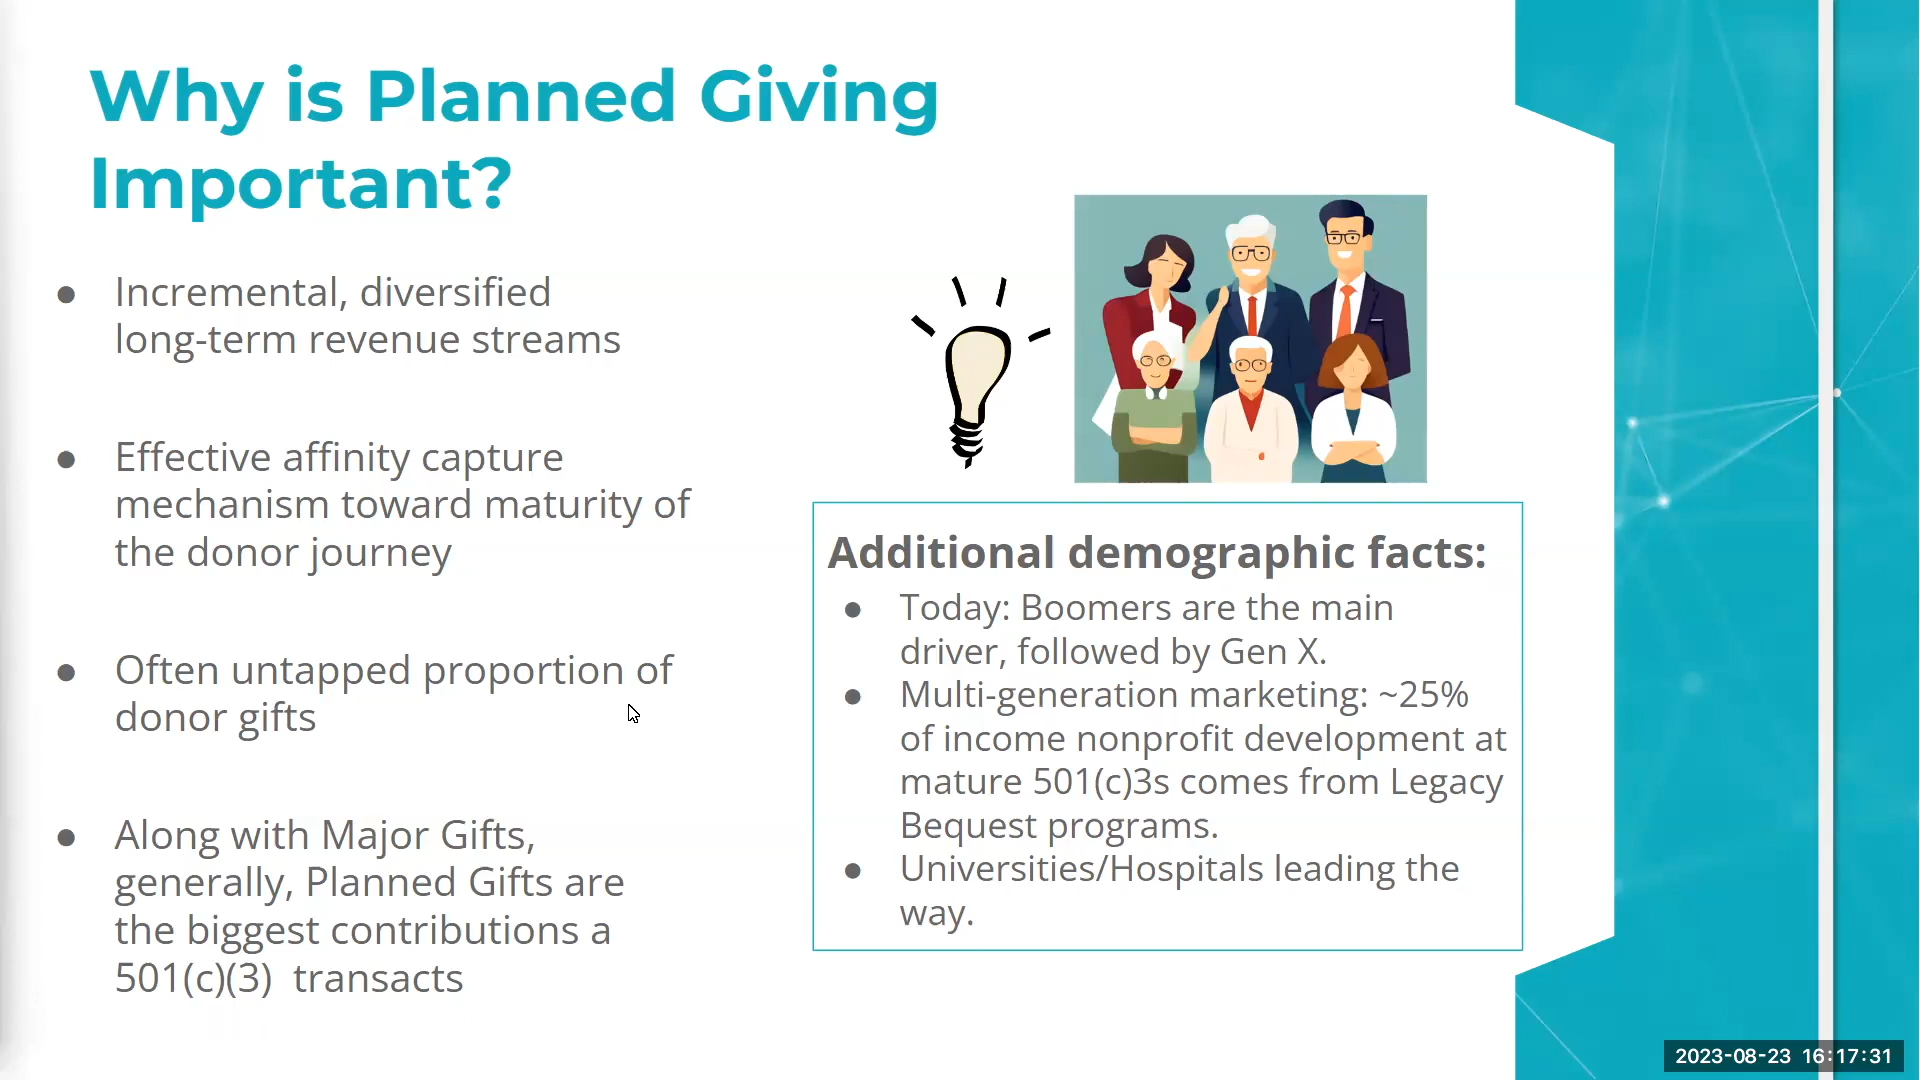 Why is Planned Giving
Important?
● Incremental, diversified
long-term revenue streams
● Effective affinity capture
mechanism toward maturity of
the donor journey
● Often untapped proportion of
donor gifts
● Along with Major Gifts,
generally, Planned Gifts are
the biggest contributions a
501(c)(3)  transacts
Additional demographic facts:
● Today: Boomers are the main
driver, followed by Gen X.
● Multi-generation marketing: ~25%
of income nonprofit development at
mature 501(c)3s comes from Legacy
Bequest programs.
● Universities/Hospitals leading the
way.
2023-08-23 16:17:31